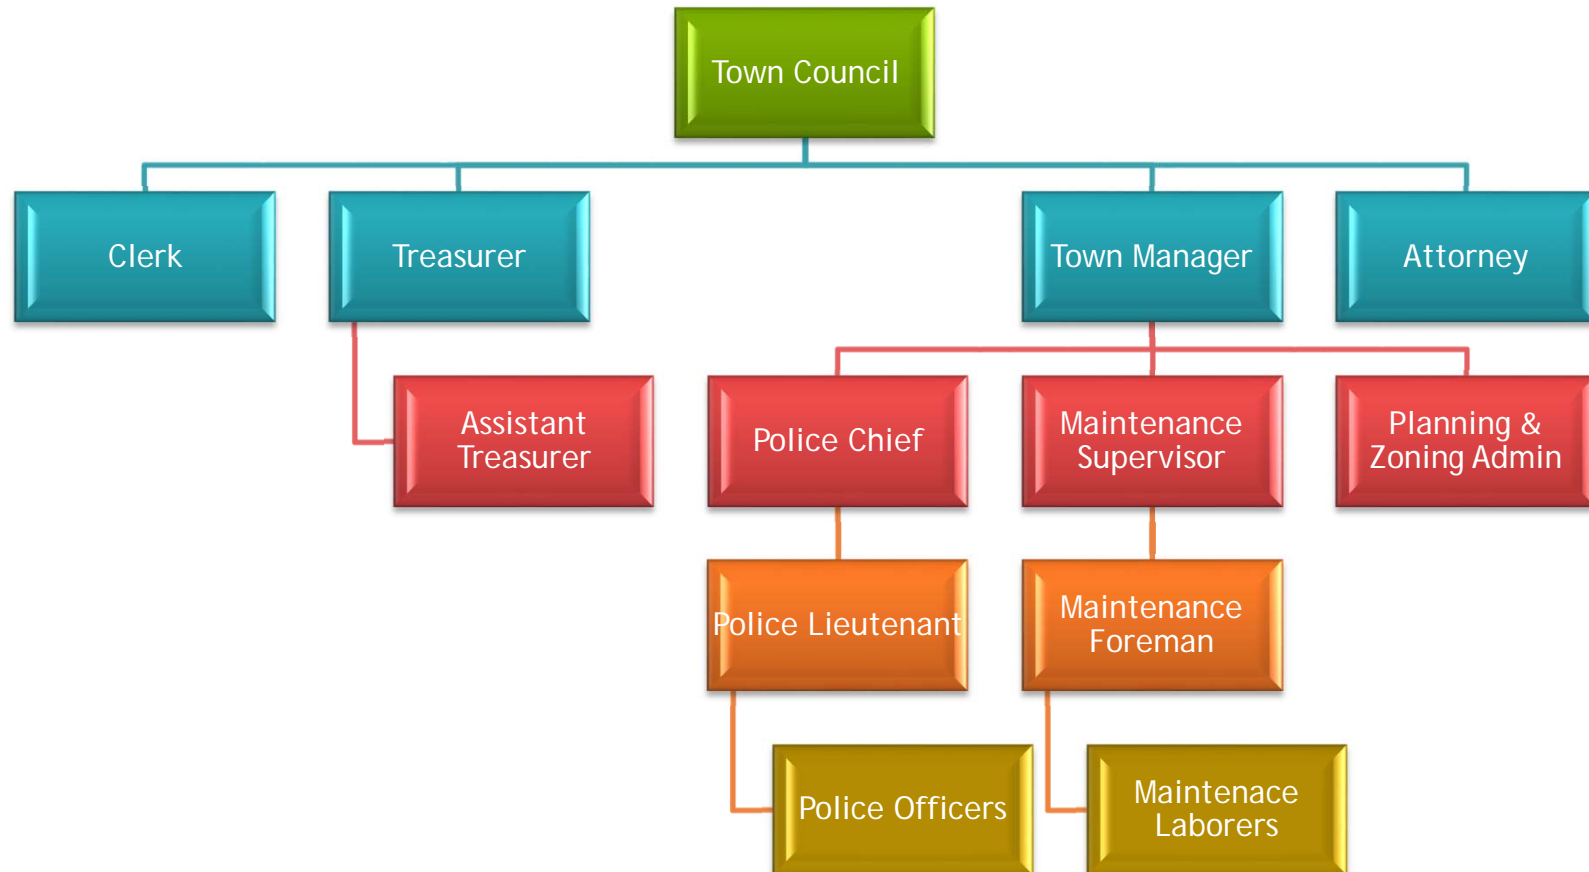 Town Council
Clerk
Treasurer
Town Manager
Attorney
Assistant
Treasurer
Police Chief
Maintenance
Supervisor
Planning &
Zoning Admin
Police Lieutenant
Maintenance
Foreman
Police Officers
Maintenace
Laborers